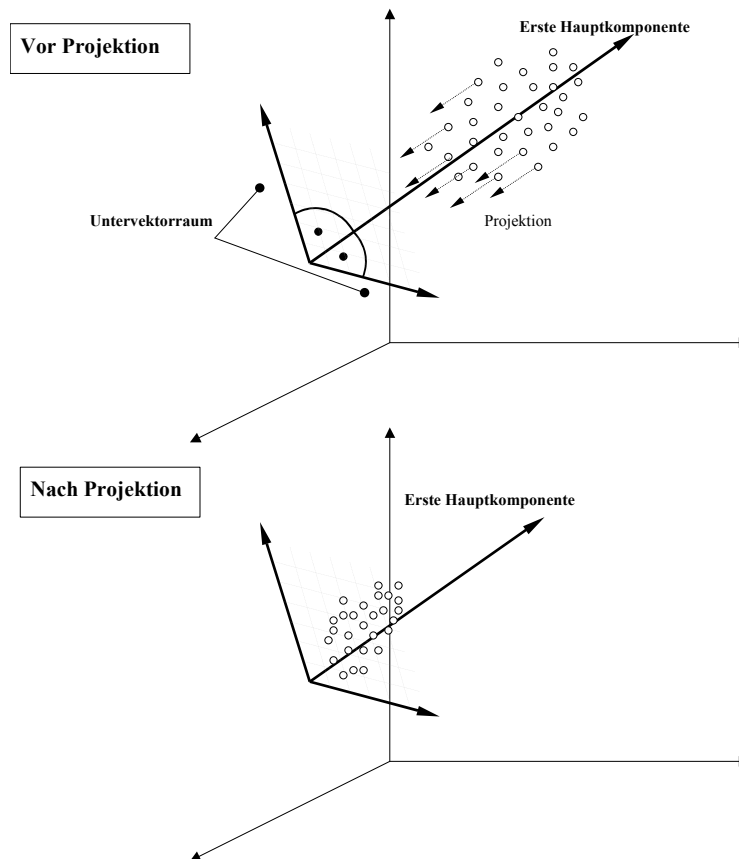 Vor Projektion
Erste Hauptkomponente
Untervektorraum
Projektion
Nach Projektion
Erste Hauptkomponente